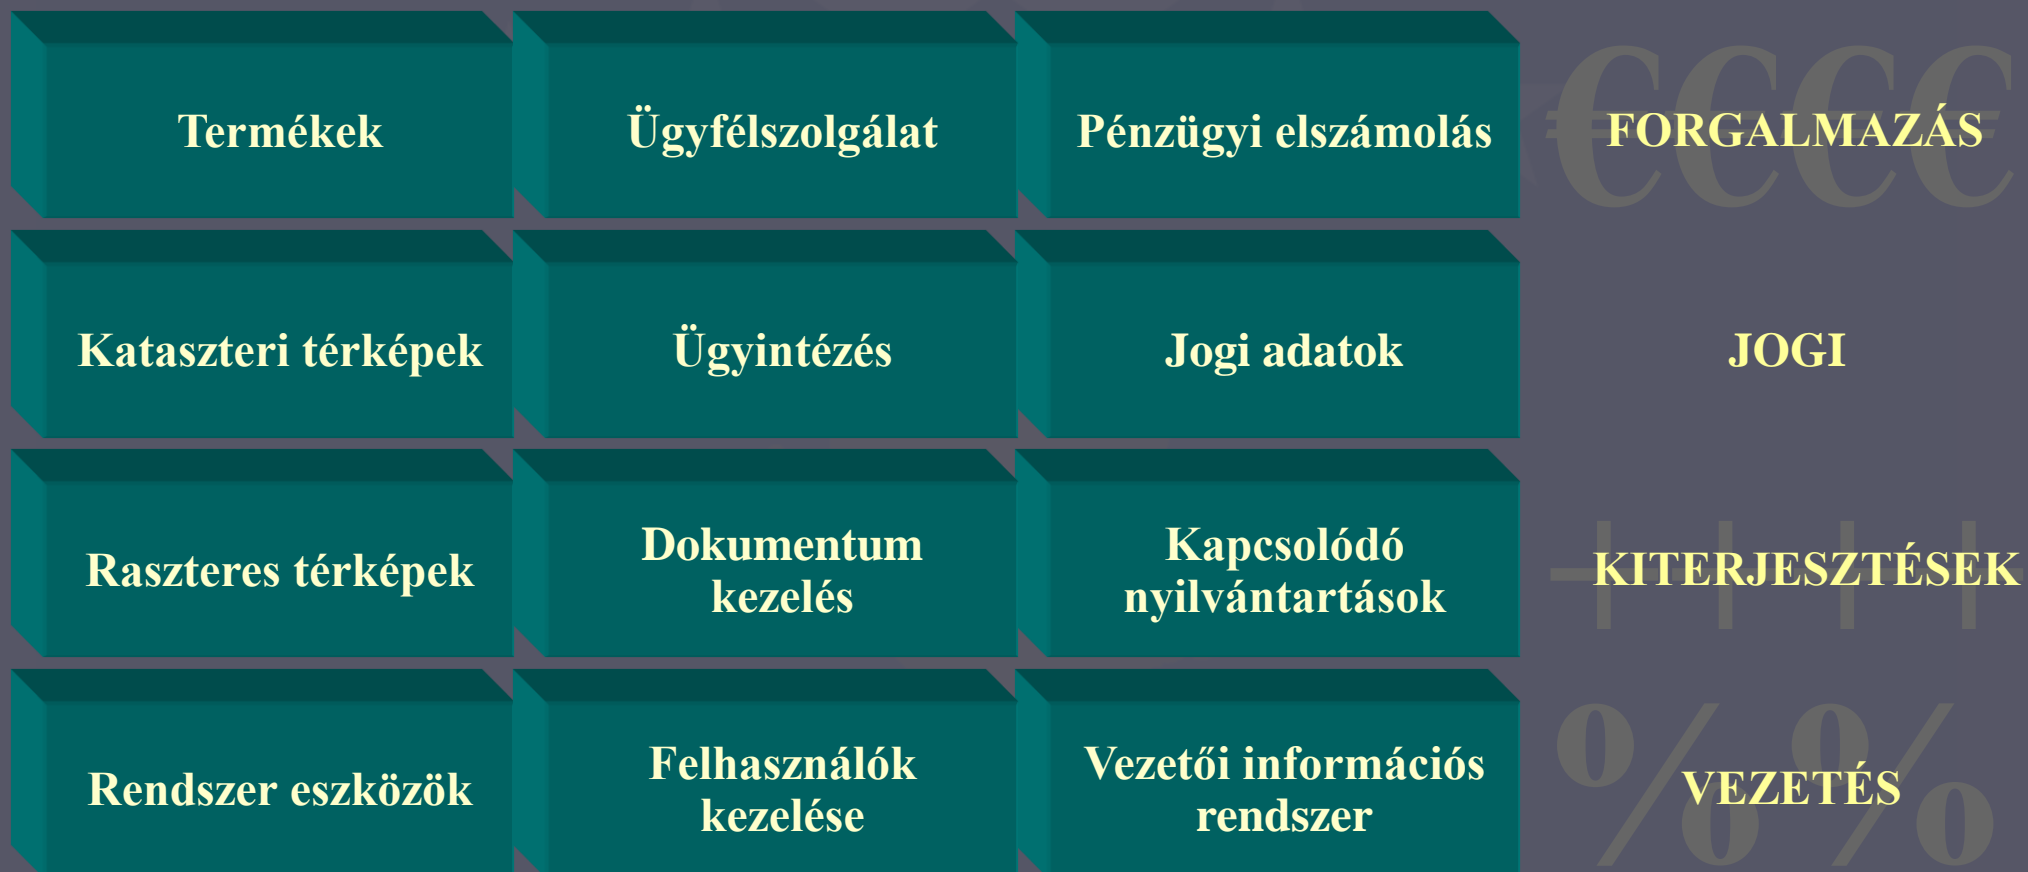 Termékek
Ügyfélszolgálat
Pénzügyi elszámolás
€€€€
FORGALMAZÁS
Kataszteri térképek
Ügyintézés
Jogi adatok
JOGI
Raszteres térképek
Dokumentum
kezelés
Kapcsolódó
nyilvántartások
++++
KITERJESZTÉSEK
Rendszer eszközök
Felhasználók
kezelése
Vezetői információs
rendszer
%%
VEZETÉS